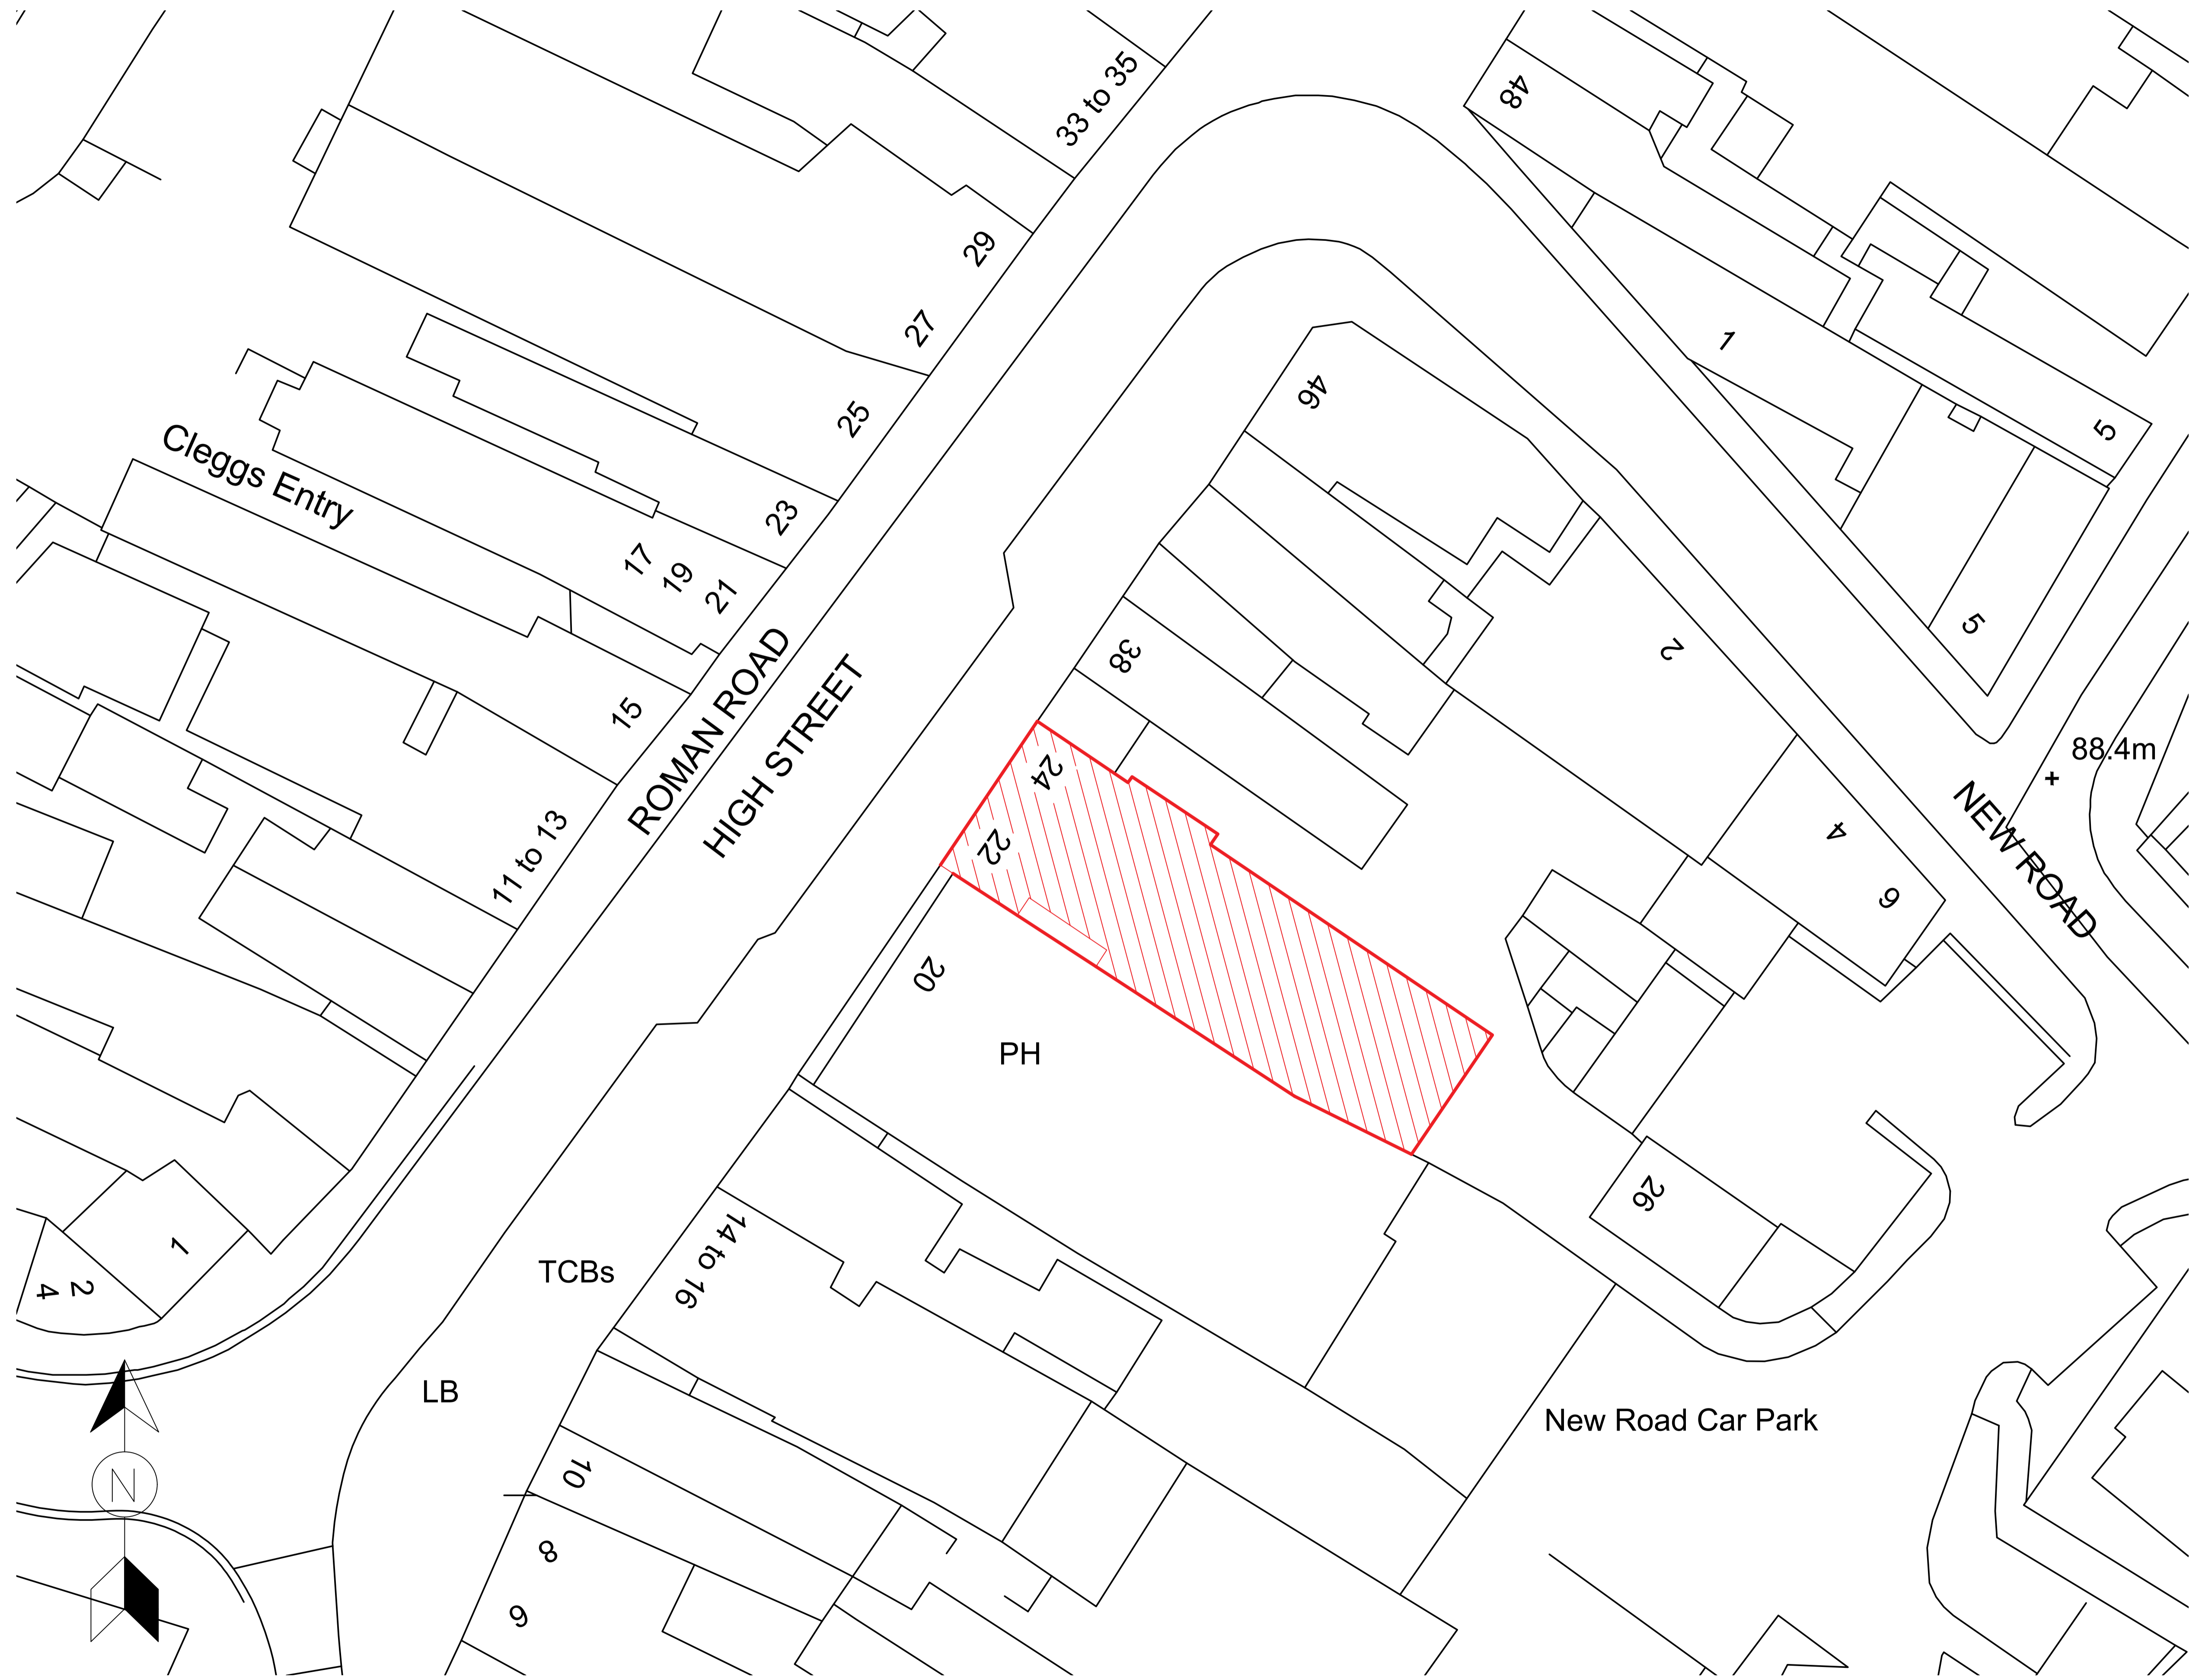 33 to 35
48
29
27
1
46
25
5
Cleggs Entry
23
17
19
21
5
2
38
15
ROMAN ROAD
HIGH STREET
88.4m
24
NEW ROAD
22
4
11 to 13
6
20
PH
26
14 to 16
1
TCBs
2
4
LB
New Road Car Park
10
N
8
6